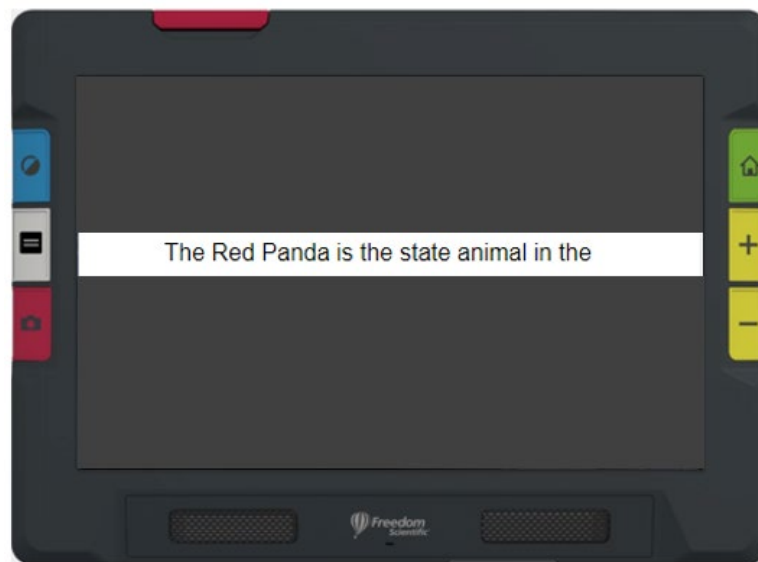 The Red Panda is the state animal in the
Freedom
Scientific